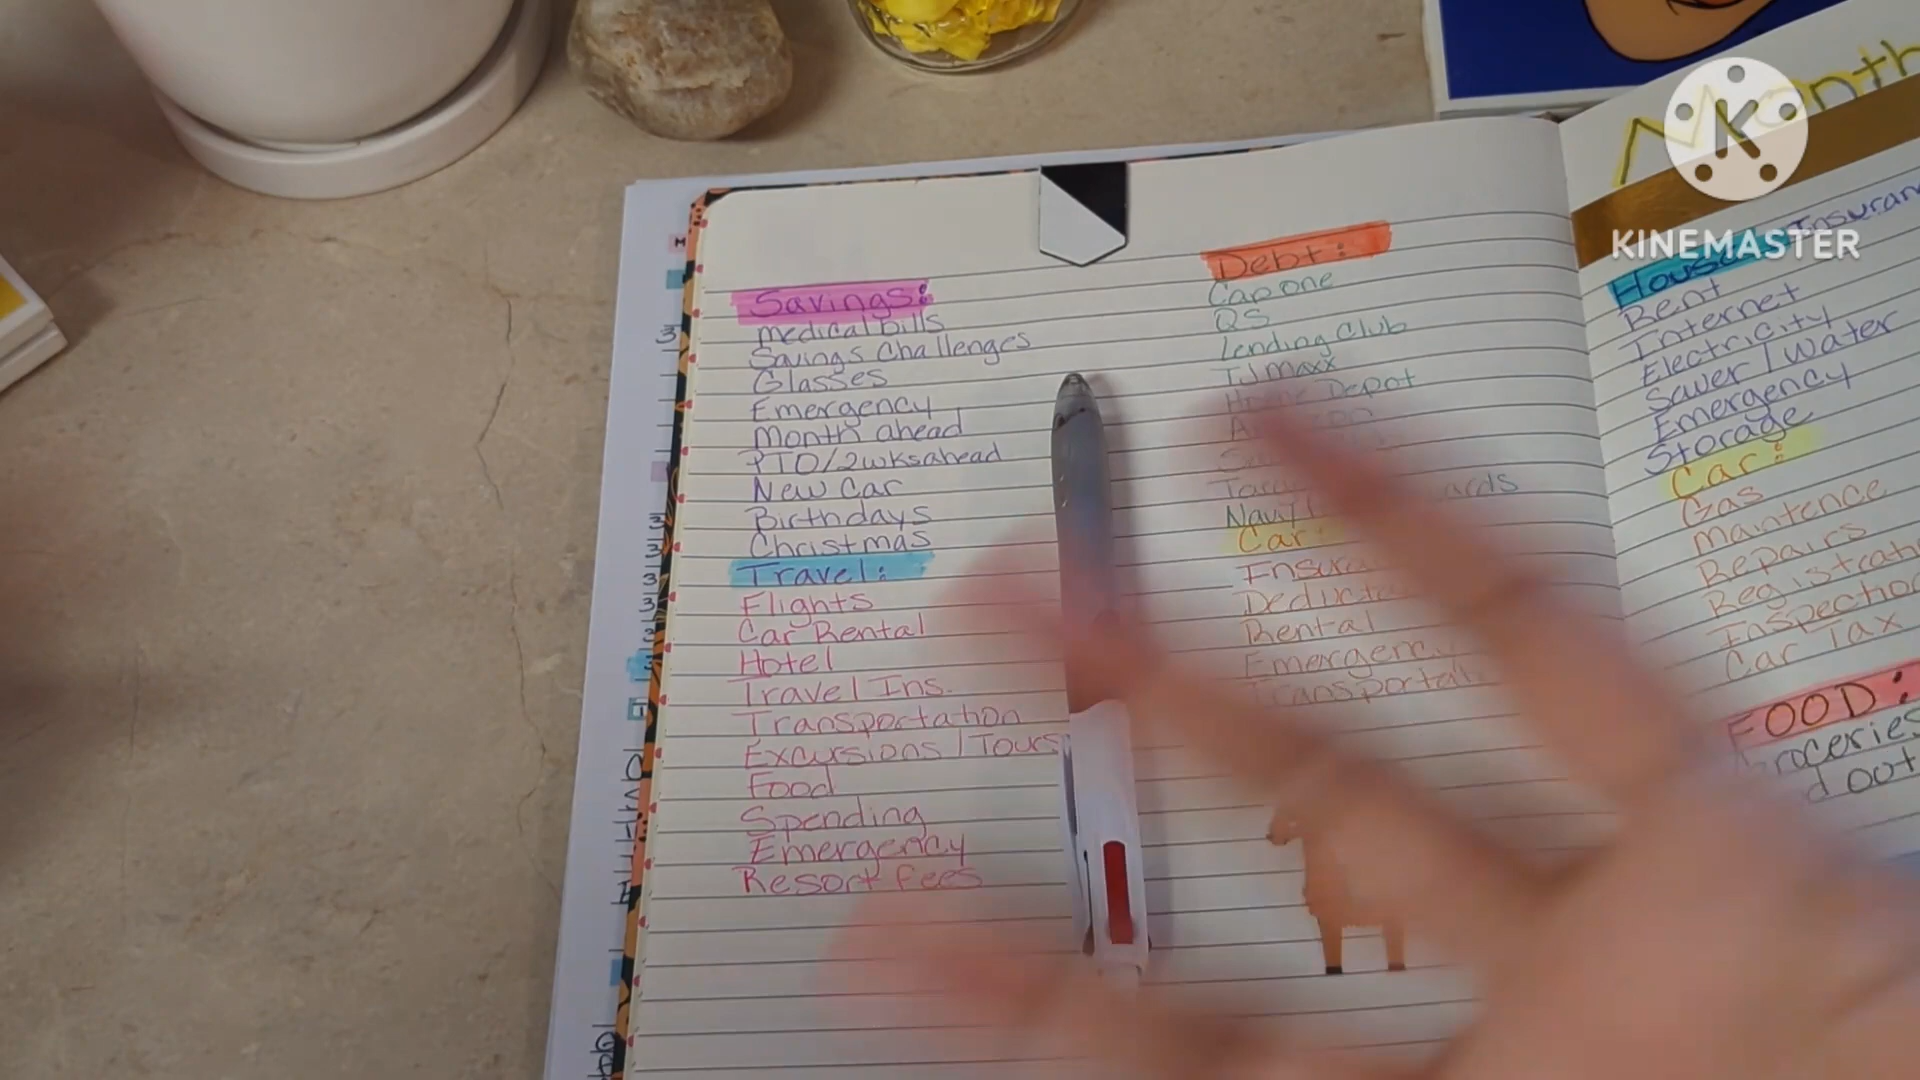 Savings:
medical bills
Savings Challenges
Glasses
Emergency
Month ahead
PTO/2wksahead
New Car
Birthdays
Christmas
Travel:
Flights
Car Rental
Hotel
Travel Ins.
Transportation
Excursions / Tours
Food
Spending
Emergency
Resort fees
Debt:
Cap one
QS
Lending Club
TJ Maxx
Home Depot
Car:
Rental
House
Rent
Internet
Electricity
Sewer / Water
Emergency
Storage
Car:
Gas
Maintence
Repairs
Car Tax
FOOD:
KINEMASTER